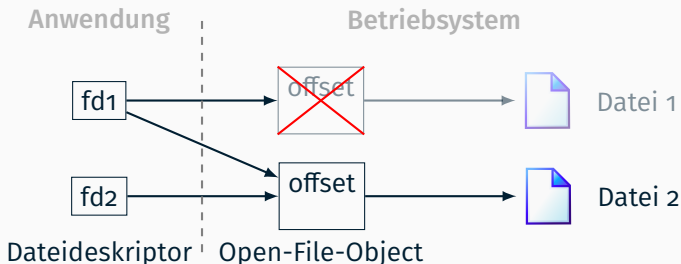 Anwendung Betriebsystem
fd1 offset Datei 1
fd2 offset Datei 2
Dateideskriptor Open-File-Object